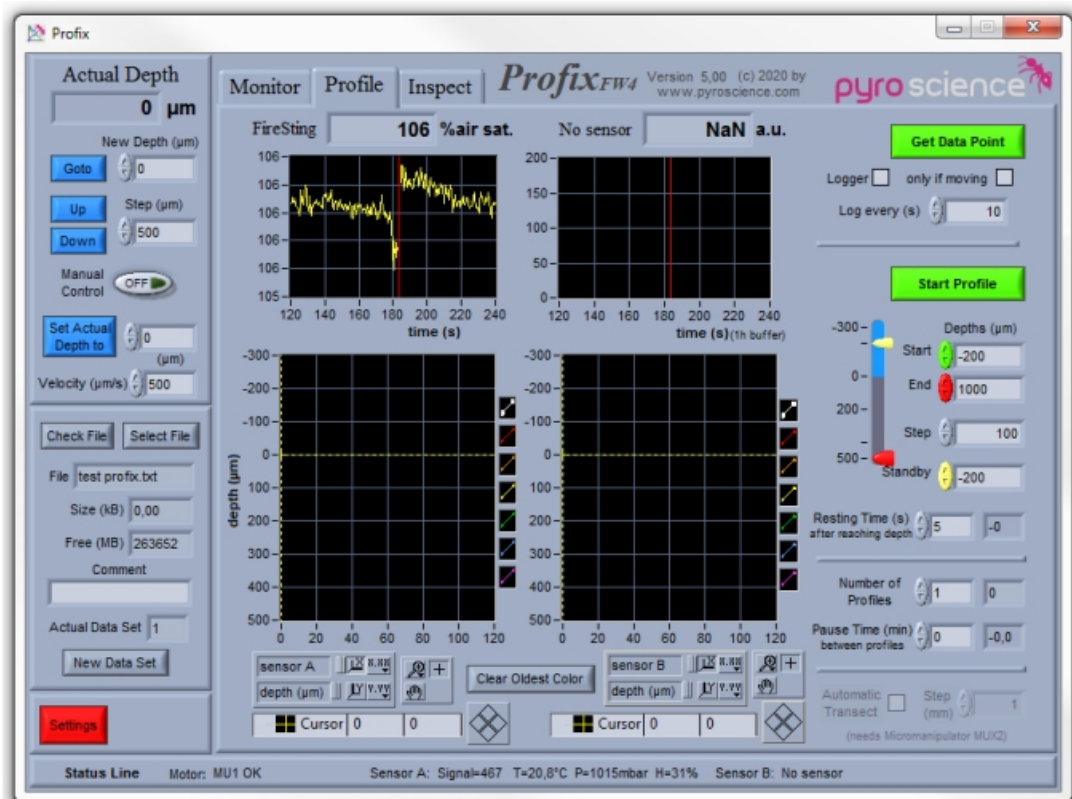 Profix
Actual Depth
0 µm
New Depth (µm)
Goto 0
Up Step (µm)
Down 500
Manual Control OFF
Set Actual Depth to 0
(µm)
Velocity (µm/s) 500
Check File Select File
File test profix.txt
Size (kB) 0,00
Free (MB) 263652
Comment
Actual Data Set 1
New Data Set
Settings
Monitor Profile Inspect
Profix FW4 Version 5,00 (c) 2020 by
www.pyroscience.com
pyro science
FireSting 106 %air sat.
No sensor NaN a.u.
106
106
106
106
106
105
120 140 160 180 200 220 240
time (s)
200
150
100
50
0
120 140 160 180 200 220 240
time (s) (1h buffer)
depth (µm)
-300
-200
-100
0
100
200
300
400
500
0 20 40 60 80 100 120
-300
-200
-100
0
100
200
300
400
500
0 20 40 60 80 100 120
sensor A X.XX
depth (µm) Y.YY
Cursor 0 0
Clear Oldest Color
sensor B X.XX
depth (µm) Y.YY
Cursor 0 0
Get Data Point
Logger only if moving
Log every (s) 10
Start Profile
-300
0
200
500
Depths (µm)
Start -200
End 1000
Step 100
Standby -200
Resting Time (s)
after reaching depth 5 -0
Number of
Profiles 1 0
Pause Time (min)
between profiles 0 -0,0
Automatic
Transect Step
(mm) 1
(needs Micromanipulator MUX2)
Status Line Motor: MU1 OK Sensor A: Signal=467 T=20,8°C P=1015mbar H=31% Sensor B: No sensor